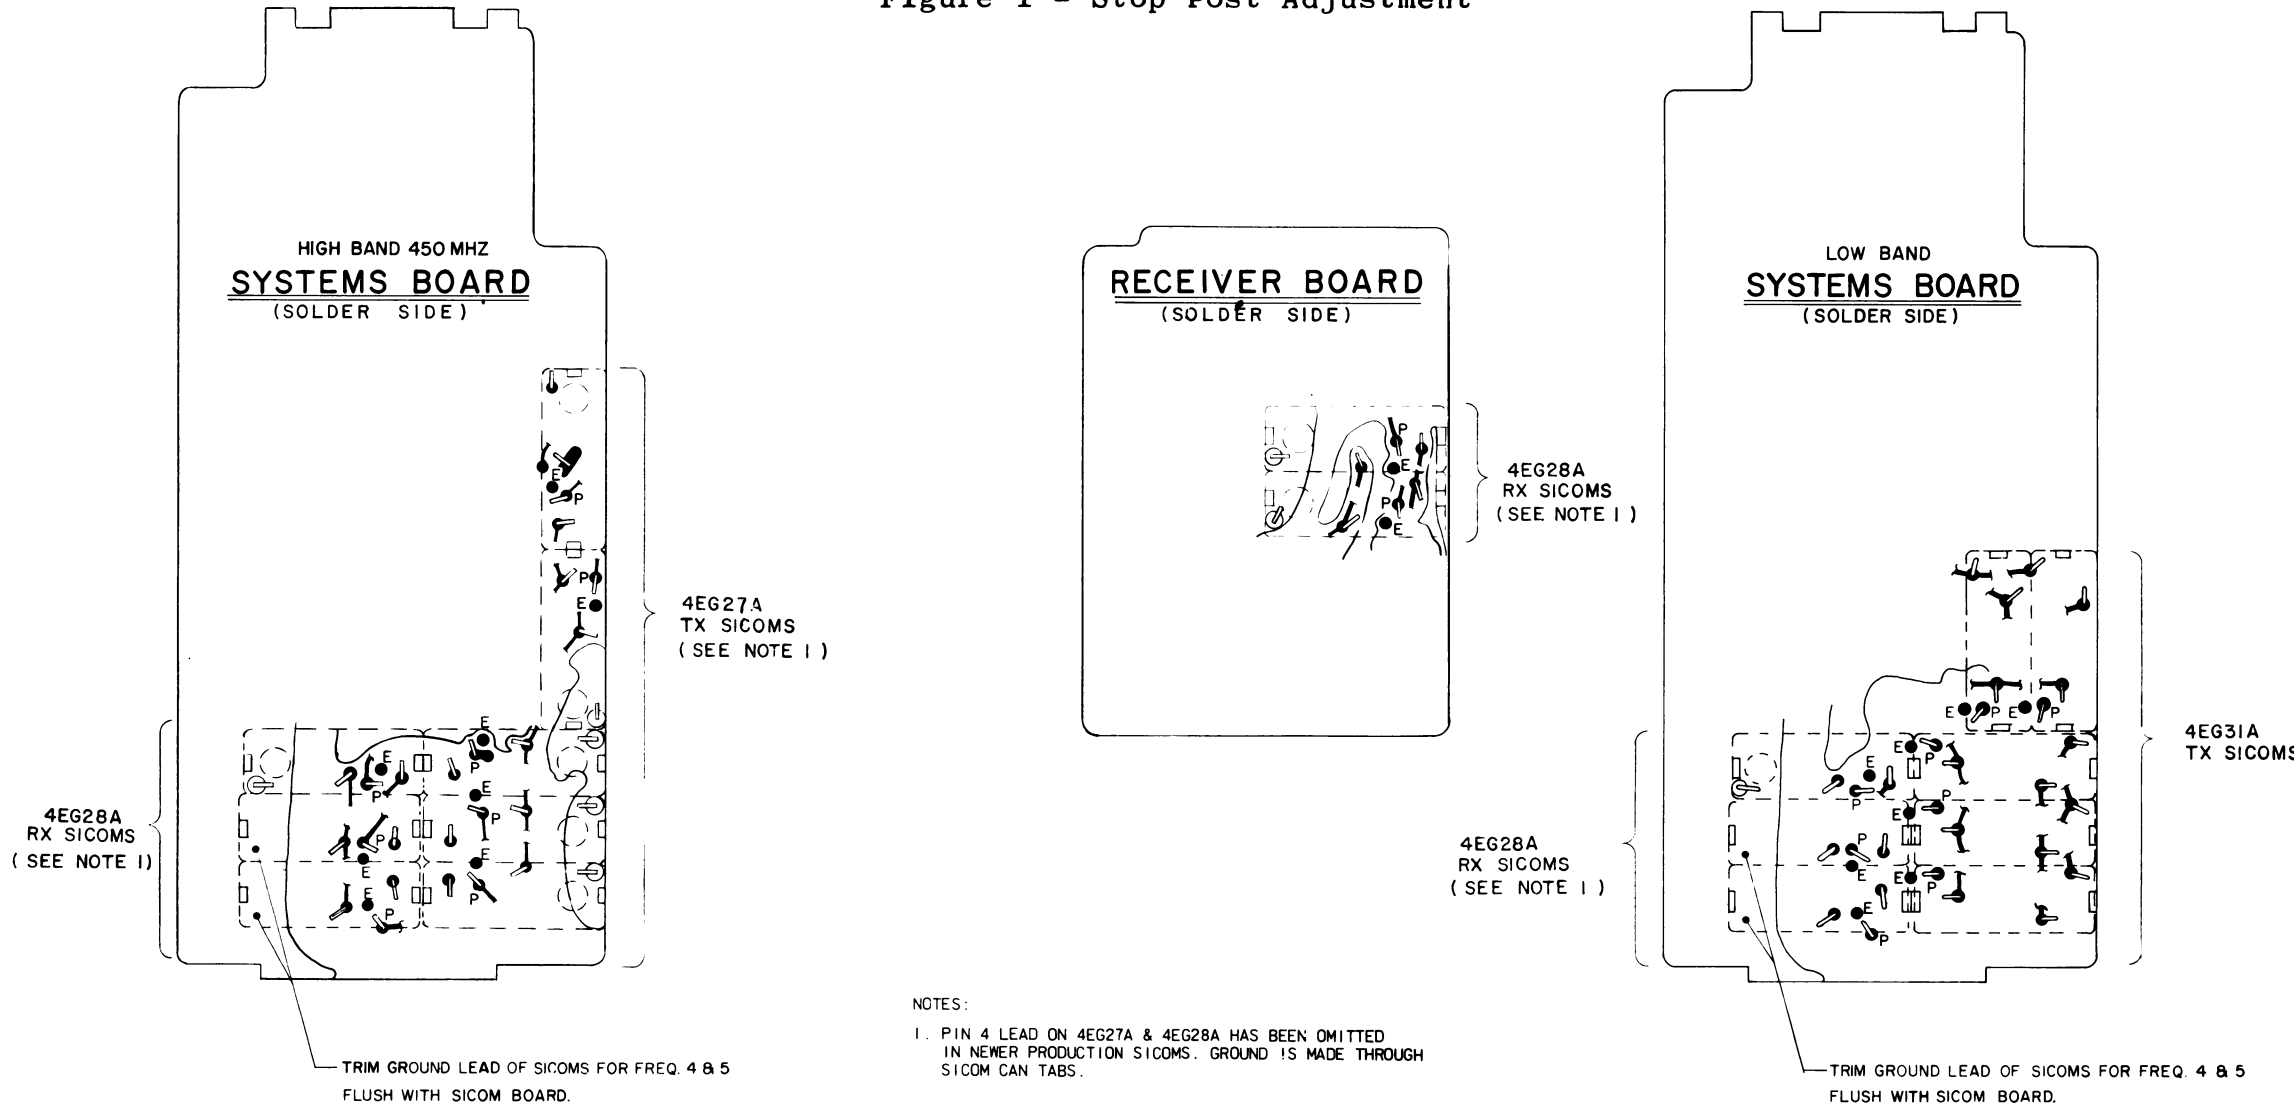 Figure 1 - Stop Post Adjustment
HIGH BAND 450 MHZ
SYSTEMS BOARD
(SOLDER SIDE)
E
P
P
E
4EG27A
TX SICOMS
(SEE NOTE 1)
E
E
P
P
E
P
P
E
E
E
P
P
4EG28A
RX SICOMS
(SEE NOTE 1)
TRIM GROUND LEAD OF SICOMS FOR FREQ. 4 & 5
FLUSH WITH SICOM BOARD.
RECEIVER BOARD
(SOLDER SIDE)
P
E
P
E
4EG28A
RX SICOMS
(SEE NOTE 1)
NOTES:
1. PIN 4 LEAD ON 4EG27A & 4EG28A HAS BEEN OMITTED
IN NEWER PRODUCTION SICOMS. GROUND IS MADE THROUGH
SICOM CAN TABS.
LOW BAND
SYSTEMS BOARD
(SOLDER SIDE)
E P E P
E
P
E
P
P
E
P
E
E
P
E
P
4EG28A
RX SICOMS
(SEE NOTE 1)
4EG31A
TX SICOMS
TRIM GROUND LEAD OF SICOMS FOR FREQ. 4 & 5
FLUSH WITH SICOM BOARD.